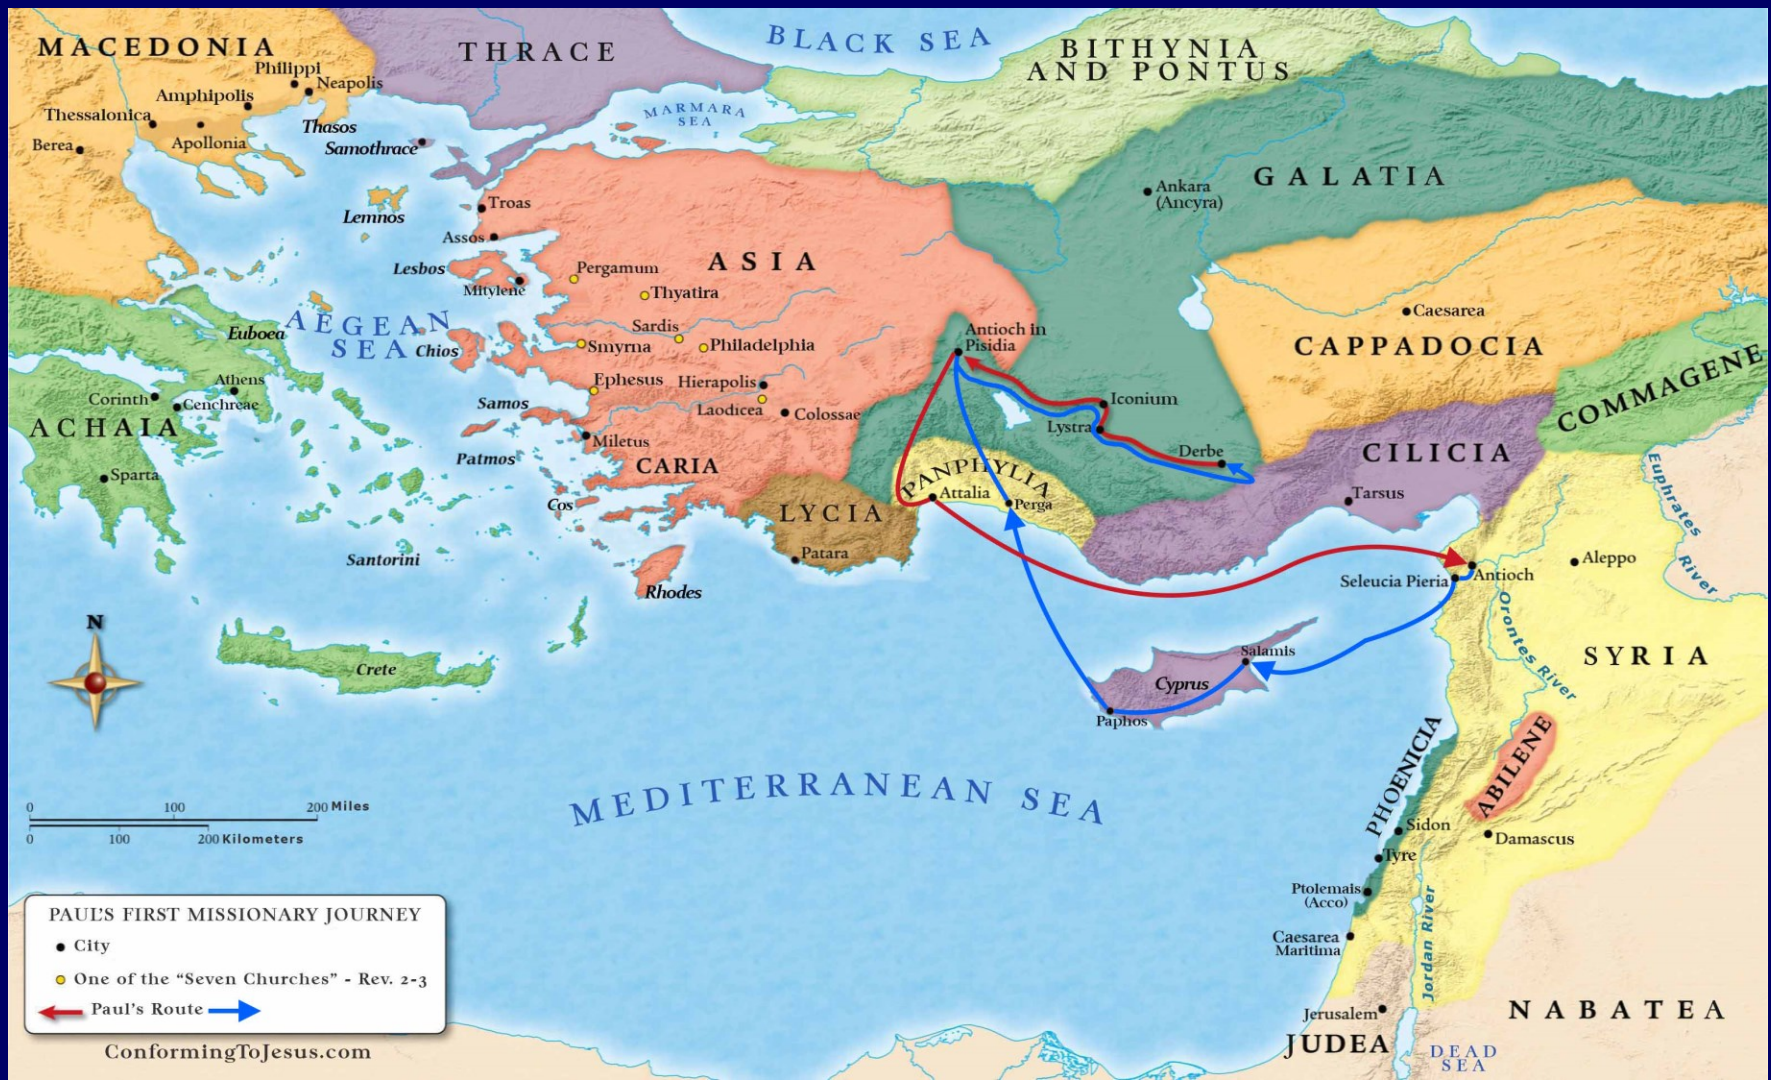 MACEDONIA
THRACE
BLACK SEA
BITHYNIA
AND PONTUS
Philippi
Neapolis
Amphipolis
Thessalonica
Apollonia
Berea
Thasos
Samothrace
MARMARA
SEA
GALATIA
Ankara
(Ancyra)
Lemnos
Troas
Assos
Lesbos
Mitylene
ASIA
Pergamum
Thyatira
Sardis
Smyrna
Philadelphia
AEGEAN
SEA
Euboea
Chios
Antioch in
Pisidia
Caesarea
CAPPADOCIA
COMMAGENE
Athens
Corinth
Cenchreae
ACHAIA
Sparta
Samos
Ephesus
Hierapolis
Laodicea
Colossae
Miletus
Patmos
CARIA
Cos
Iconium
Lystra
Derbe
CILICIA
Tarsus
PANPHYLIA
Attalia
Perga
LYCIA
Patara
Santorini
Rhodes
Euphrates
River
Aleppo
Seleucia Pieria
Antioch
Orontes River
SYRIA
N
Crete
Salamis
Cyprus
Paphos
MEDITERRANEAN SEA
PHOENICIA
ABILENE
Sidon
Damascus
Tyre
Ptolemais
(Acco)
Caesarea
Maritima
Jordan River
Jerusalem
JUDEA
DEAD
SEA
NABATEA
0 100 200 Miles
0 100 200 Kilometers
PAUL'S FIRST MISSIONARY JOURNEY
City
One of the “Seven Churches” - Rev. 2-3
Paul's Route
ConformingToJesus.com